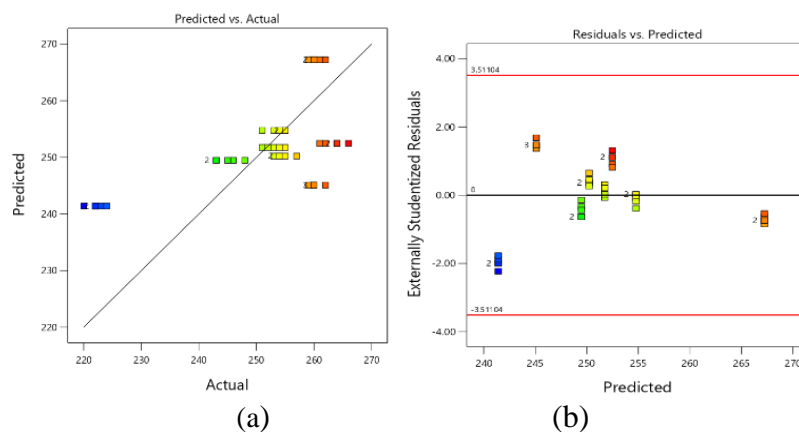 Predicted vs. Actual
270
260
250
240
230
220
2
2
2
2
2
3
220 230 240 250 260 270
Predicted
Actual
(a)
Residuals vs. Predicted
4.00
2.00
0.00
-2.00
-4.00
3.51104
0
-3.51104
3
2
2
2
2
2
2
240 245 250 255 260 265 270
Externally Studentized Residuals
Predicted
(b)